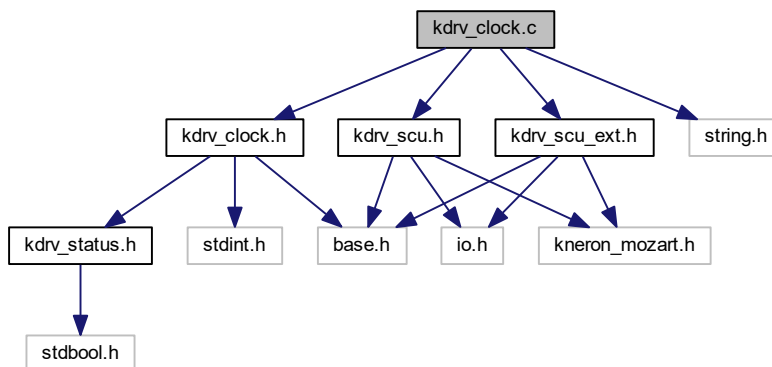 kdrv_clock.c
kdrv_clock.h
kdrv_scu.h
kdrv_scu_ext.h
string.h
kdrv_status.h
stdint.h
base.h
io.h
kneron_mozart.h
stdbool.h